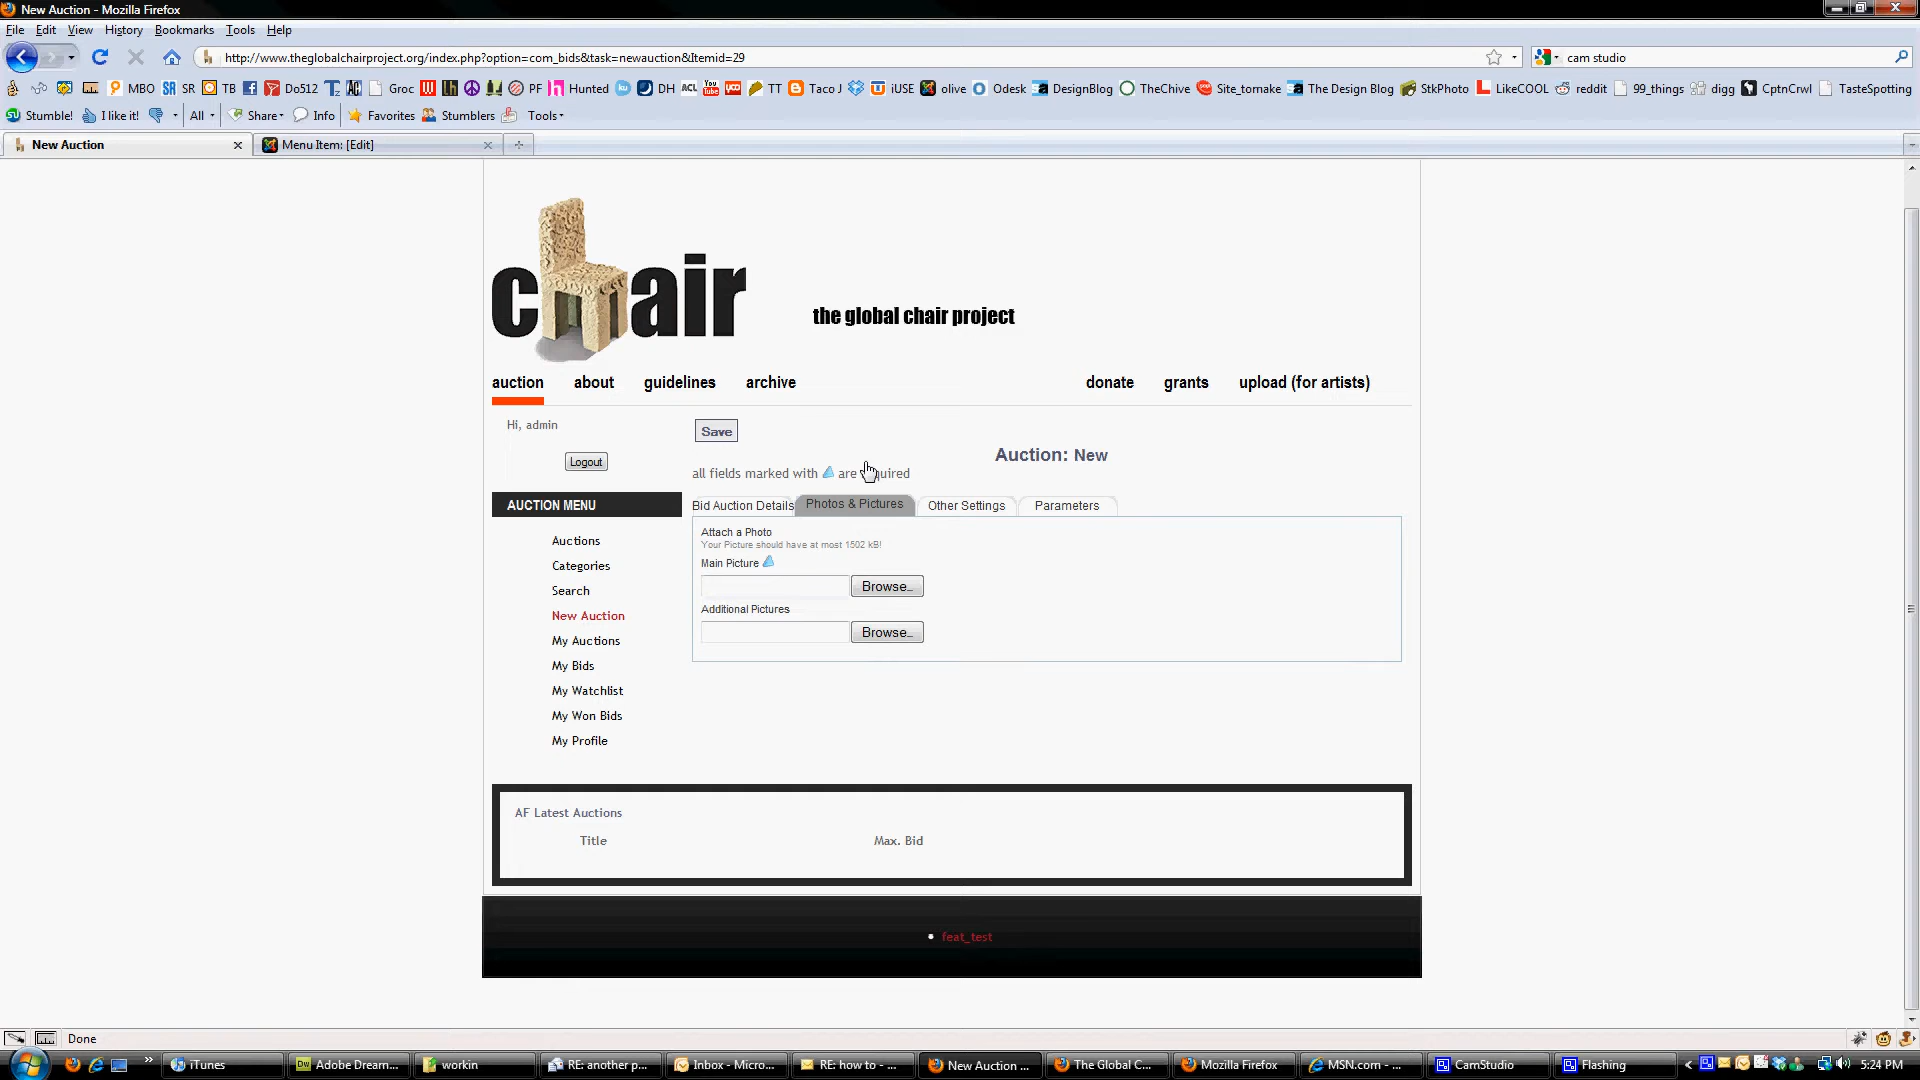 New Auction - Mozilla Firefox
File Edit View History Bookmarks Tools Help
http://www.theglobalchairproject.org/index.php?option=com_bids&task=newauction&Itemid=29
cam studio
MBO SR SR TB Do512 Groc Hunted DH ACL TT Taco J iUSE olive Odesk DesignBlog TheChive Site_tomake The Design Blog StkPhoto LikeCOOL reddit 99_things digg CptnCrwl TasteSpotting
Stumble! I like it! All Share Info Favorites Stumblers Tools
New Auction Menu Item: [Edit]
chair
the global chair project
auction about guidelines archive donate grants upload (for artists)
Hi, admin
Save
Auction: New
Logout
all fields marked with are required
AUCTION MENU
Bid Auction Details Photos & Pictures Other Settings Parameters
Attach a Photo
Your Picture should have at most 1502 kB!
Main Picture
Browse...
Additional Pictures
Browse...
Auctions
Categories
Search
New Auction
My Auctions
My Bids
My Watchlist
My Won Bids
My Profile
AF Latest Auctions
Title Max. Bid
feat_test
Done
iTunes Adobe Dream... workin RE: another p... Inbox - Micro... RE: how to - ... New Auction ... The Global C... Mozilla Firefox MSN.com - ... CamStudio Flashing 5:24 PM